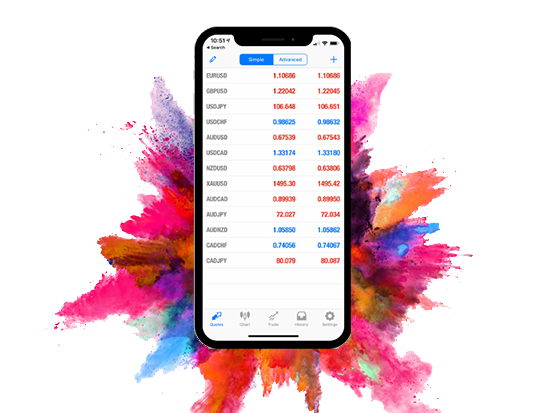 10:51
Search
Simple Advanced +
EURUSD 1.10686 1.10686
GBPUSD 1.22042 1.22045
USDJPY 106.648 106.651
USDCHF 0.98625 0.98632
AUDUSD 0.67539 0.67543
USDCAD 1.33174 1.33180
NZDUSD 0.63798 0.63806
XAUUSD 1495.30 1495.42
AUDCAD 0.89939 0.89950
AUDJPY 72.027 72.034
AUDNZD 1.05850 1.05862
CADCHF 0.74056 0.74067
CADJPY 80.079 80.087
Quotes Chart Trade History Settings